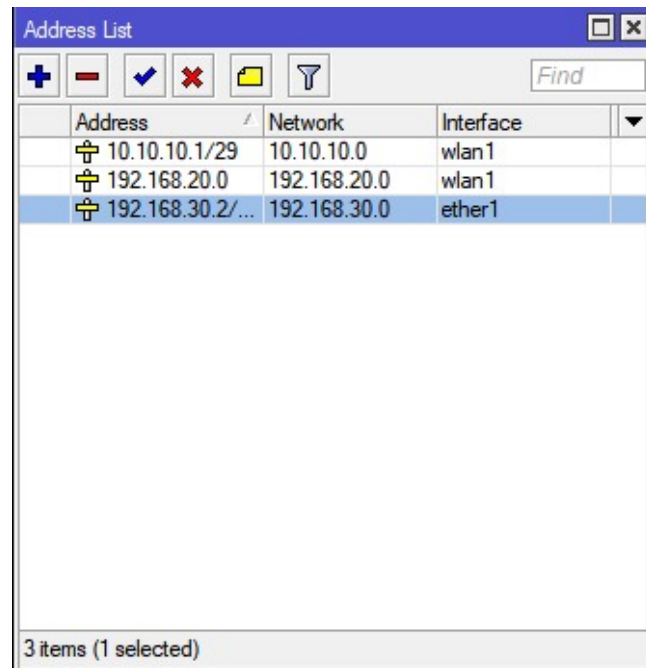 Address List
Find
Address Network Interface
10.10.10.1/29 10.10.10.0 wlan1
192.168.20.0 192.168.20.0 wlan1
192.168.30.2/... 192.168.30.0 ether1
3 items (1 selected)